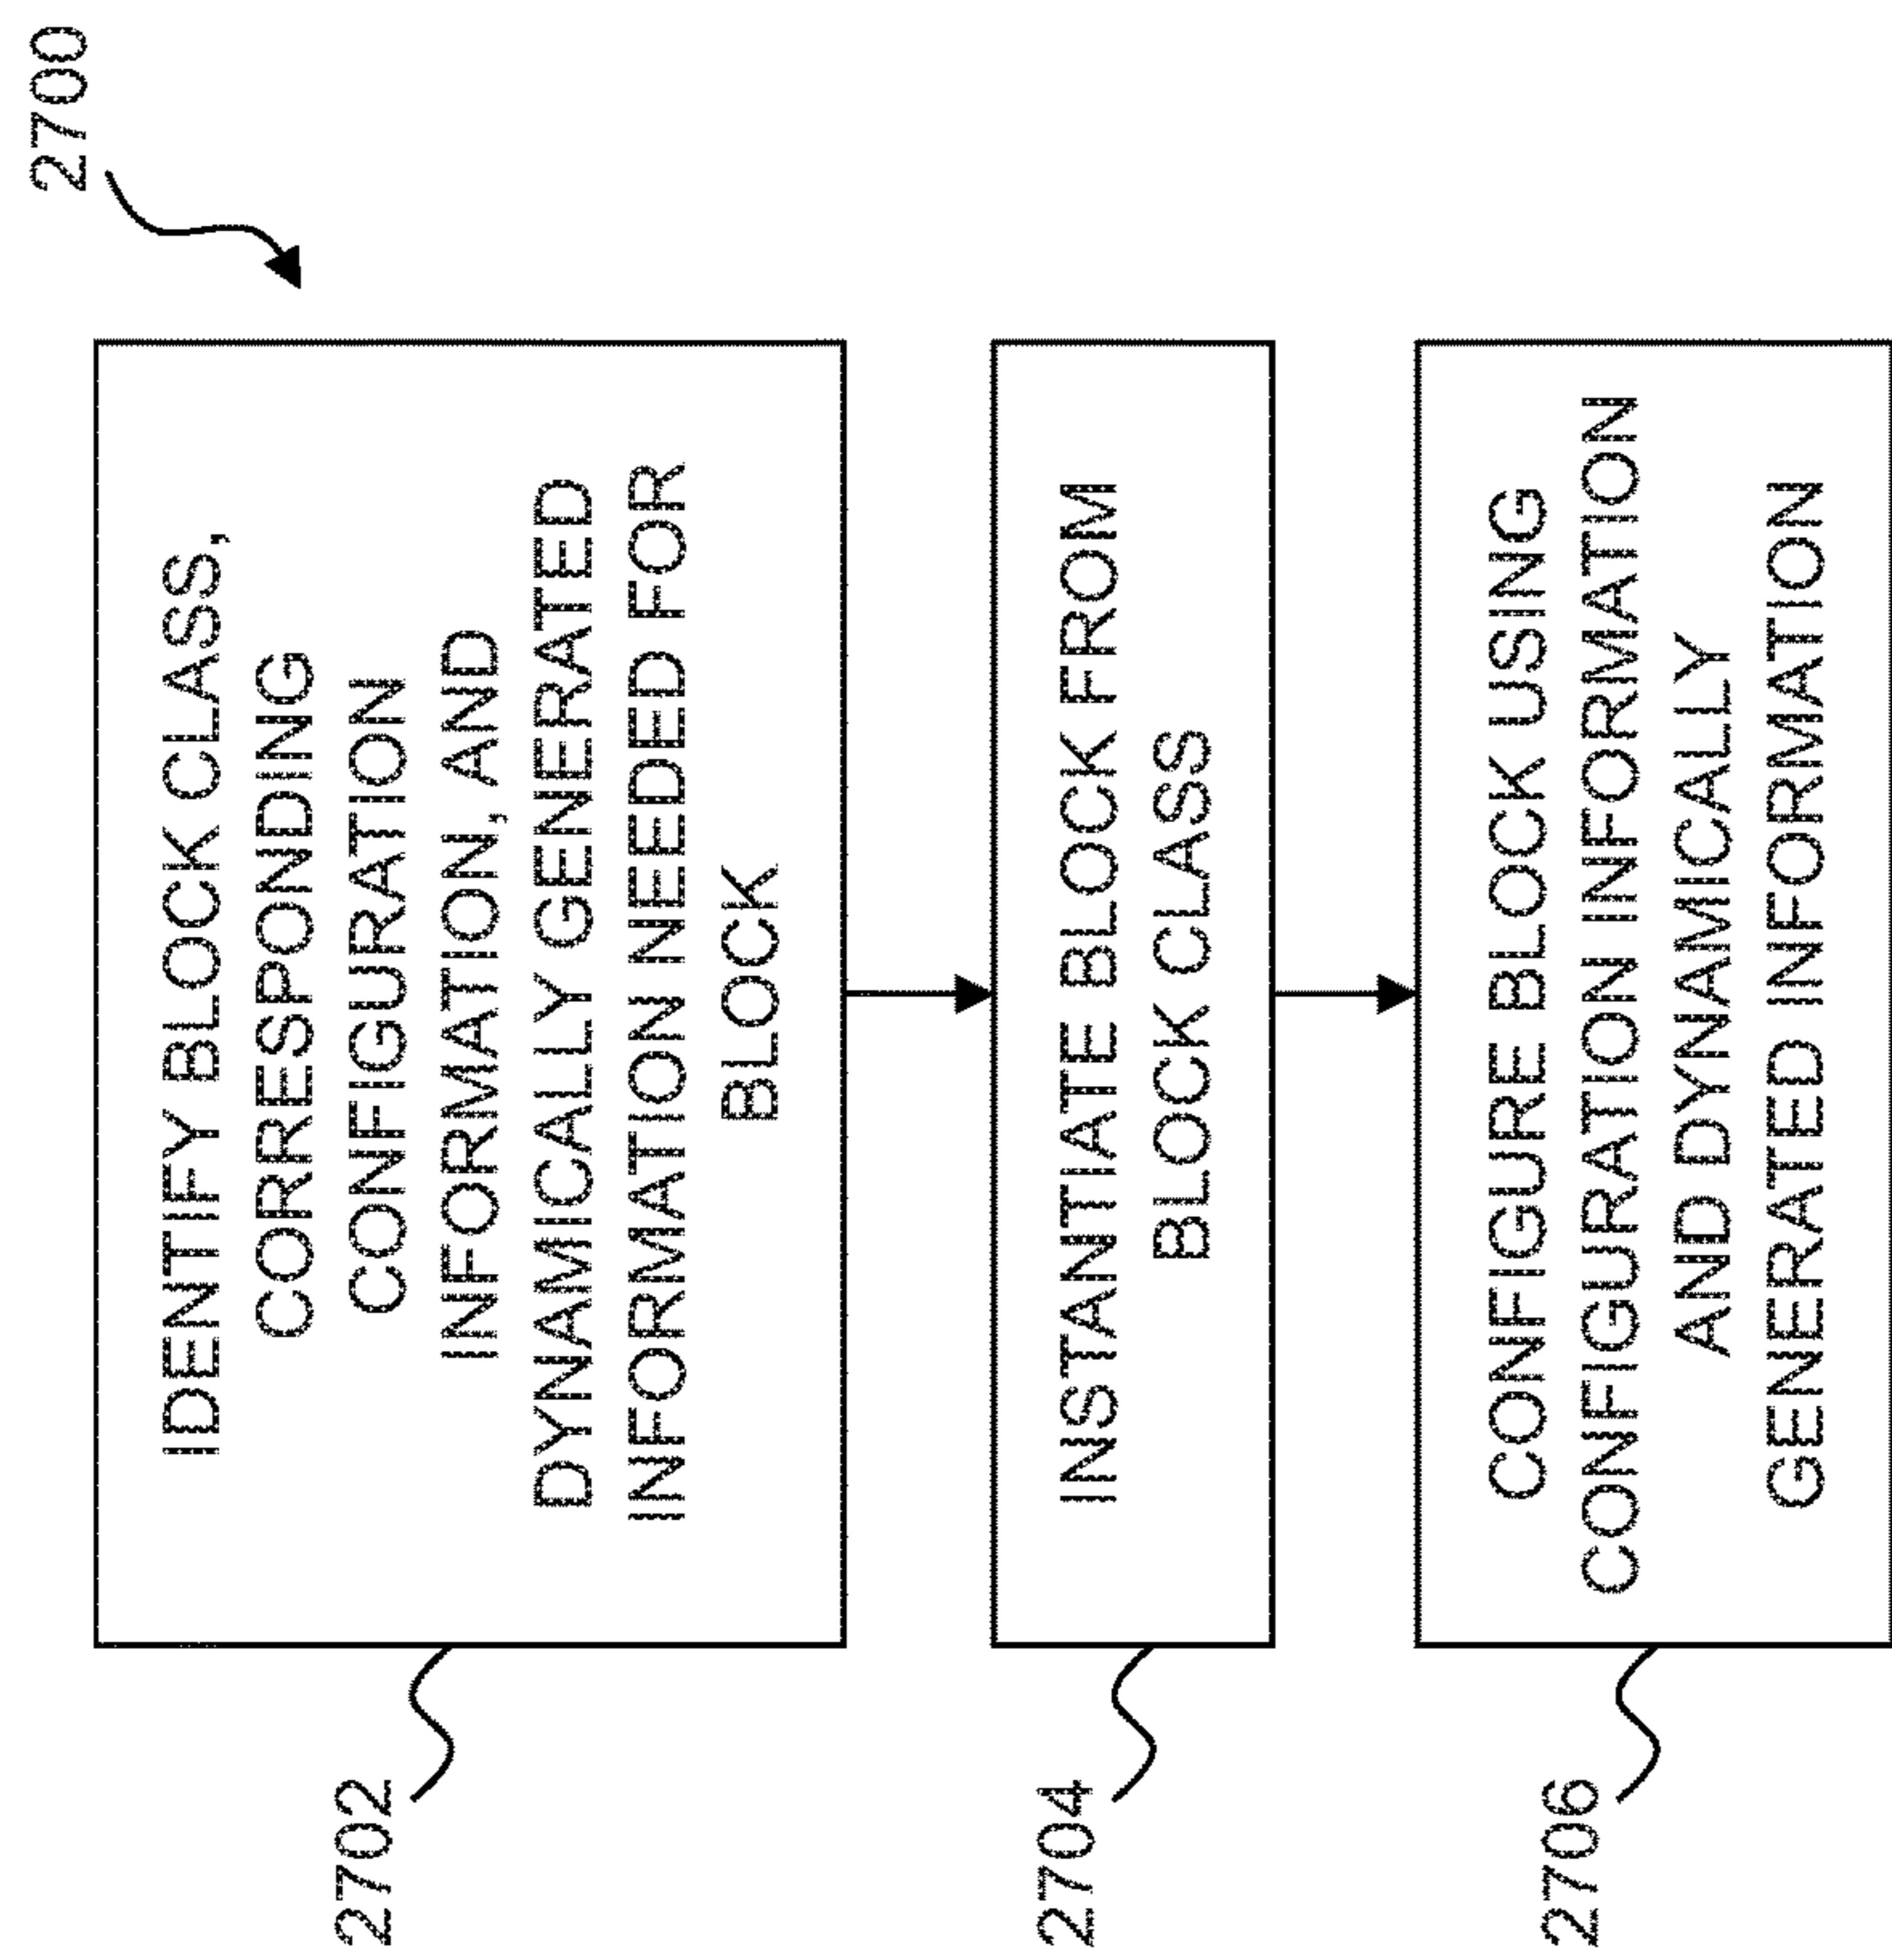 2700
2702
IDENTIFY BLOCK CLASS,
CORRESPONDING
CONFIGURATION
INFORMATION, AND
DYNAMICALLY GENERATED
INFORMATION NEEDED FOR
BLOCK
2704
INSTANTIATE BLOCK FROM
BLOCK CLASS
2706
CONFIGURE BLOCK USING
CONFIGURATION INFORMATION
AND DYNAMICALLY
GENERATED INFORMATION